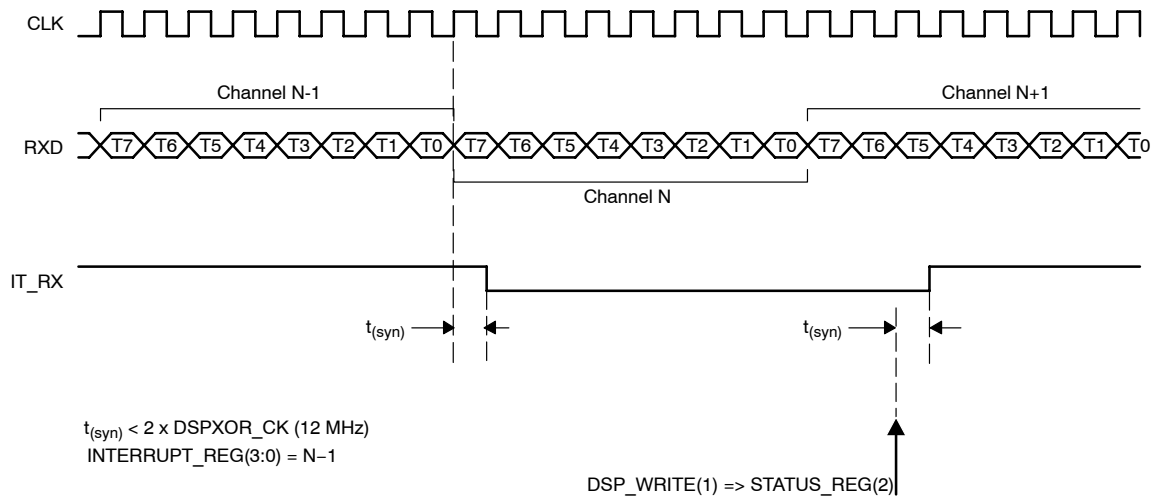 CLK
Channel N-1
Channel N+1
RXD
T7 T6 T5 T4 T3 T2 T1 T0 T7 T6 T5 T4 T3 T2 T1 T0 T7 T6 T5 T4 T3 T2 T1 T0
Channel N
IT_RX
t(syn)
t(syn)
t(syn) < 2 x DSPXOR_CK (12 MHz)
INTERRUPT_REG(3:0) = N−1
DSP_WRITE(1) => STATUS_REG(2)